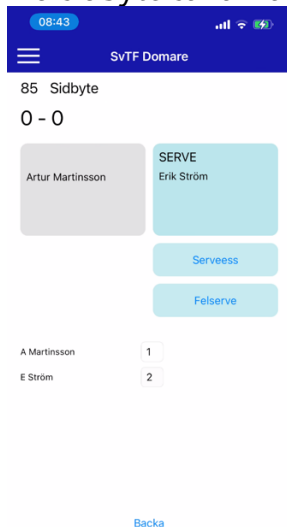 08:43
SvTF Domare
85 Sidbyte
0 - 0
Artur Martinsson
SERVE
Erik Ström
Serveess
Felserve
A Martinsson 1
E Ström 2
Backa